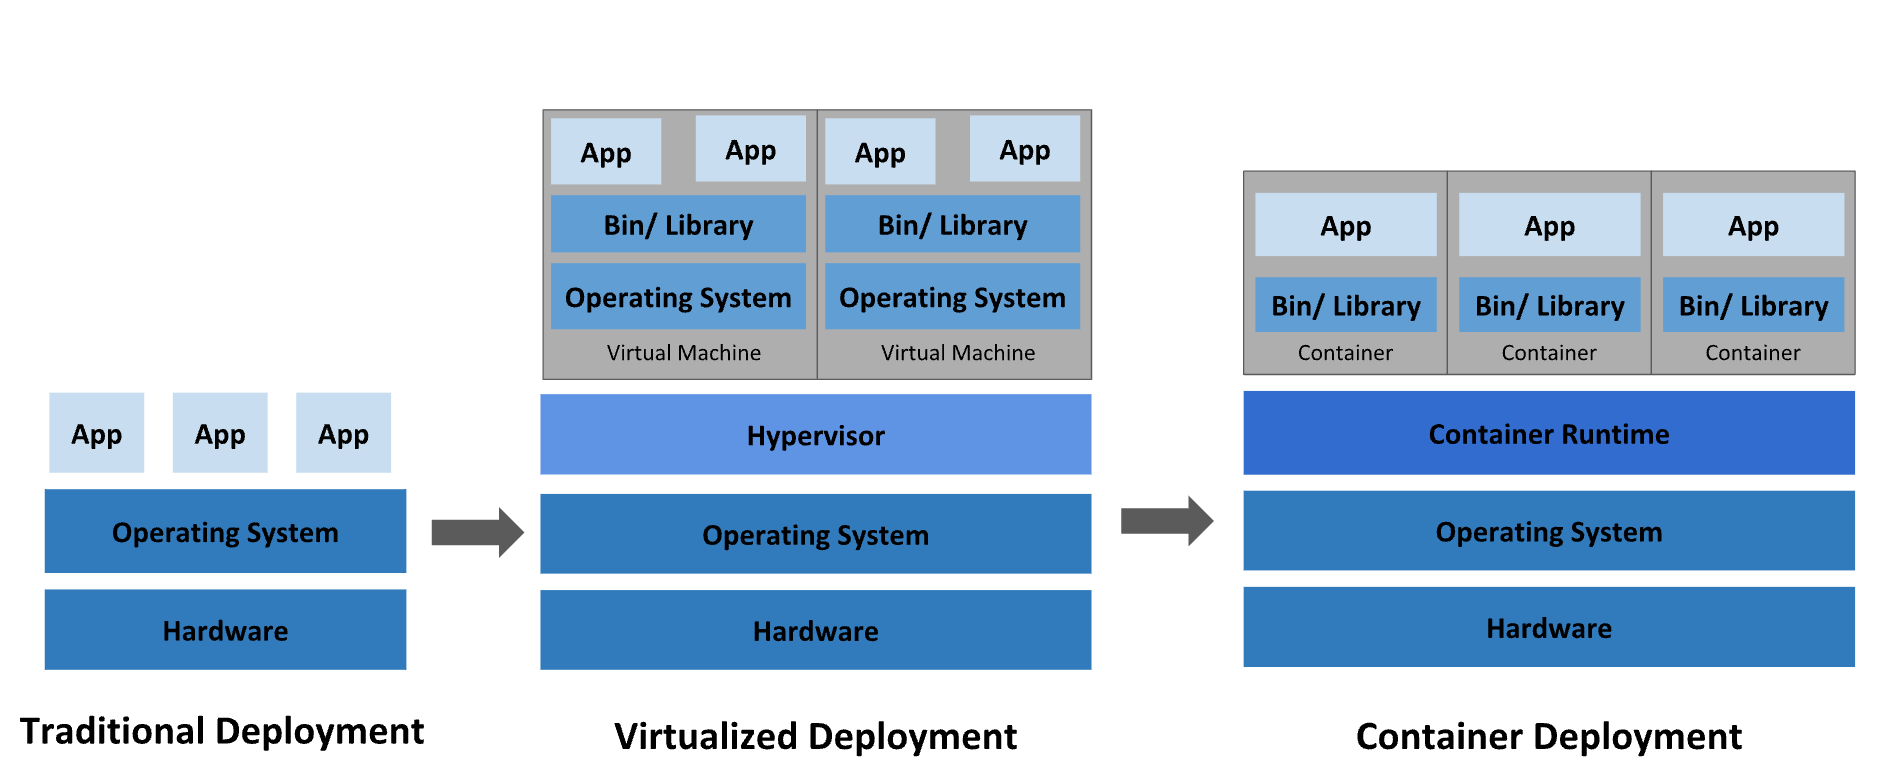 App
App
App
Operating System
Hardware
Traditional Deployment
App
App
App
App
Bin/ Library
Bin/ Library
Operating System
Operating System
Virtual Machine
Virtual Machine
Hypervisor
Operating System
Hardware
Virtualized Deployment
App
App
App
Bin/ Library
Bin/ Library
Bin/ Library
Container
Container
Container
Container Runtime
Operating System
Hardware
Container Deployment